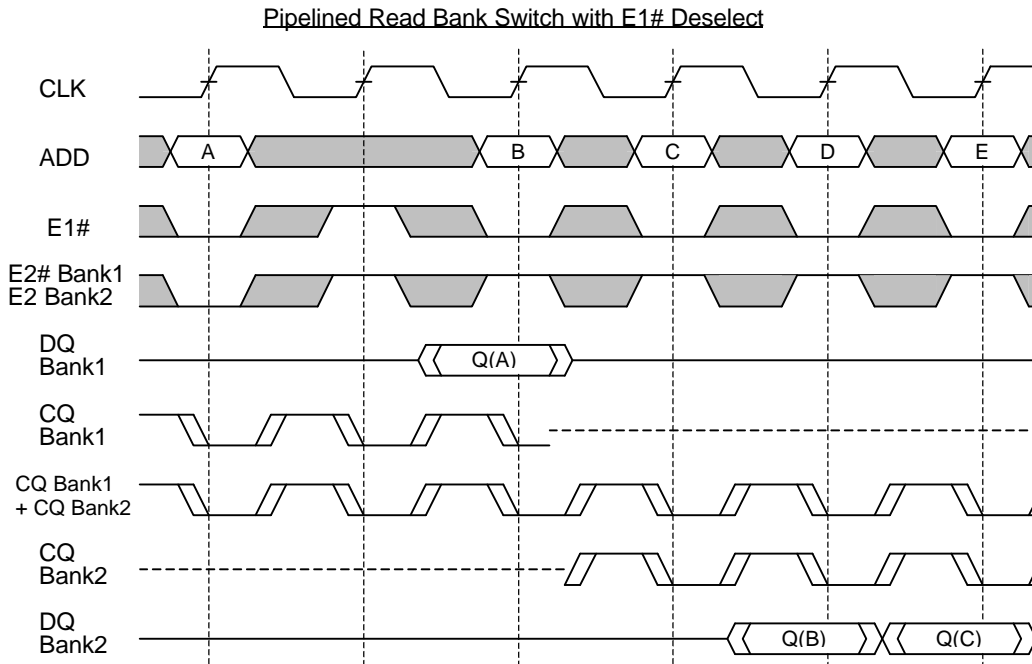 Pipelined Read Bank Switch with E1# Deselect
CLK
ADD
A
B
C
D
E
E1#
E2# Bank1
E2 Bank2
DQ
Bank1
Q(A)
CQ
Bank1
CQ Bank1
+ CQ Bank2
CQ
Bank2
DQ
Bank2
Q(B)
Q(C)